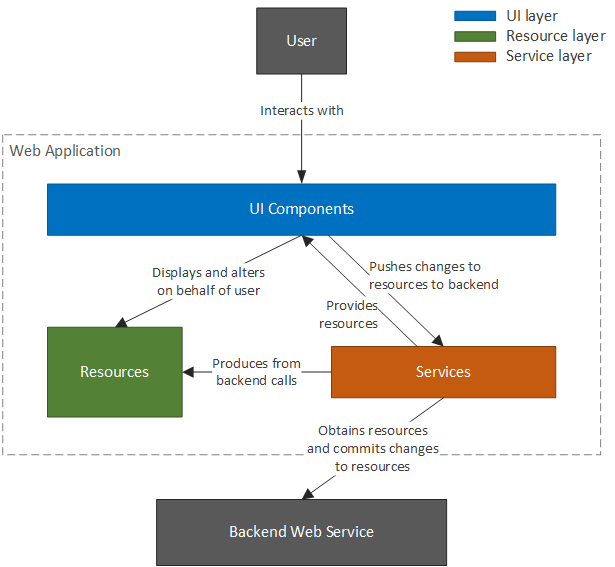 User
UI layer
Resource layer
Service layer
Interacts with
Web Application
UI Components
Displays and alters
on behalf of user
Pushes changes to
resources to backend
Provides
resources
Resources
Produces from
backend calls
Services
Obtains resources
and commits changes
to resources
Backend Web Service